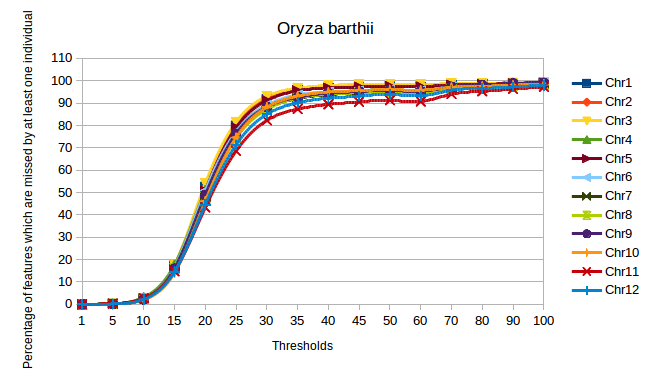 Oryza barthii
Percentage of features which are missed by at least one individual
110
100
90
80
70
60
50
40
30
20
10
0
1 5 10 15 20 25 30 35 40 45 50 60 70 80 90 100
Thresholds
Chr1
Chr2
Chr3
Chr4
Chr5
Chr6
Chr7
Chr8
Chr9
Chr10
Chr11
Chr12